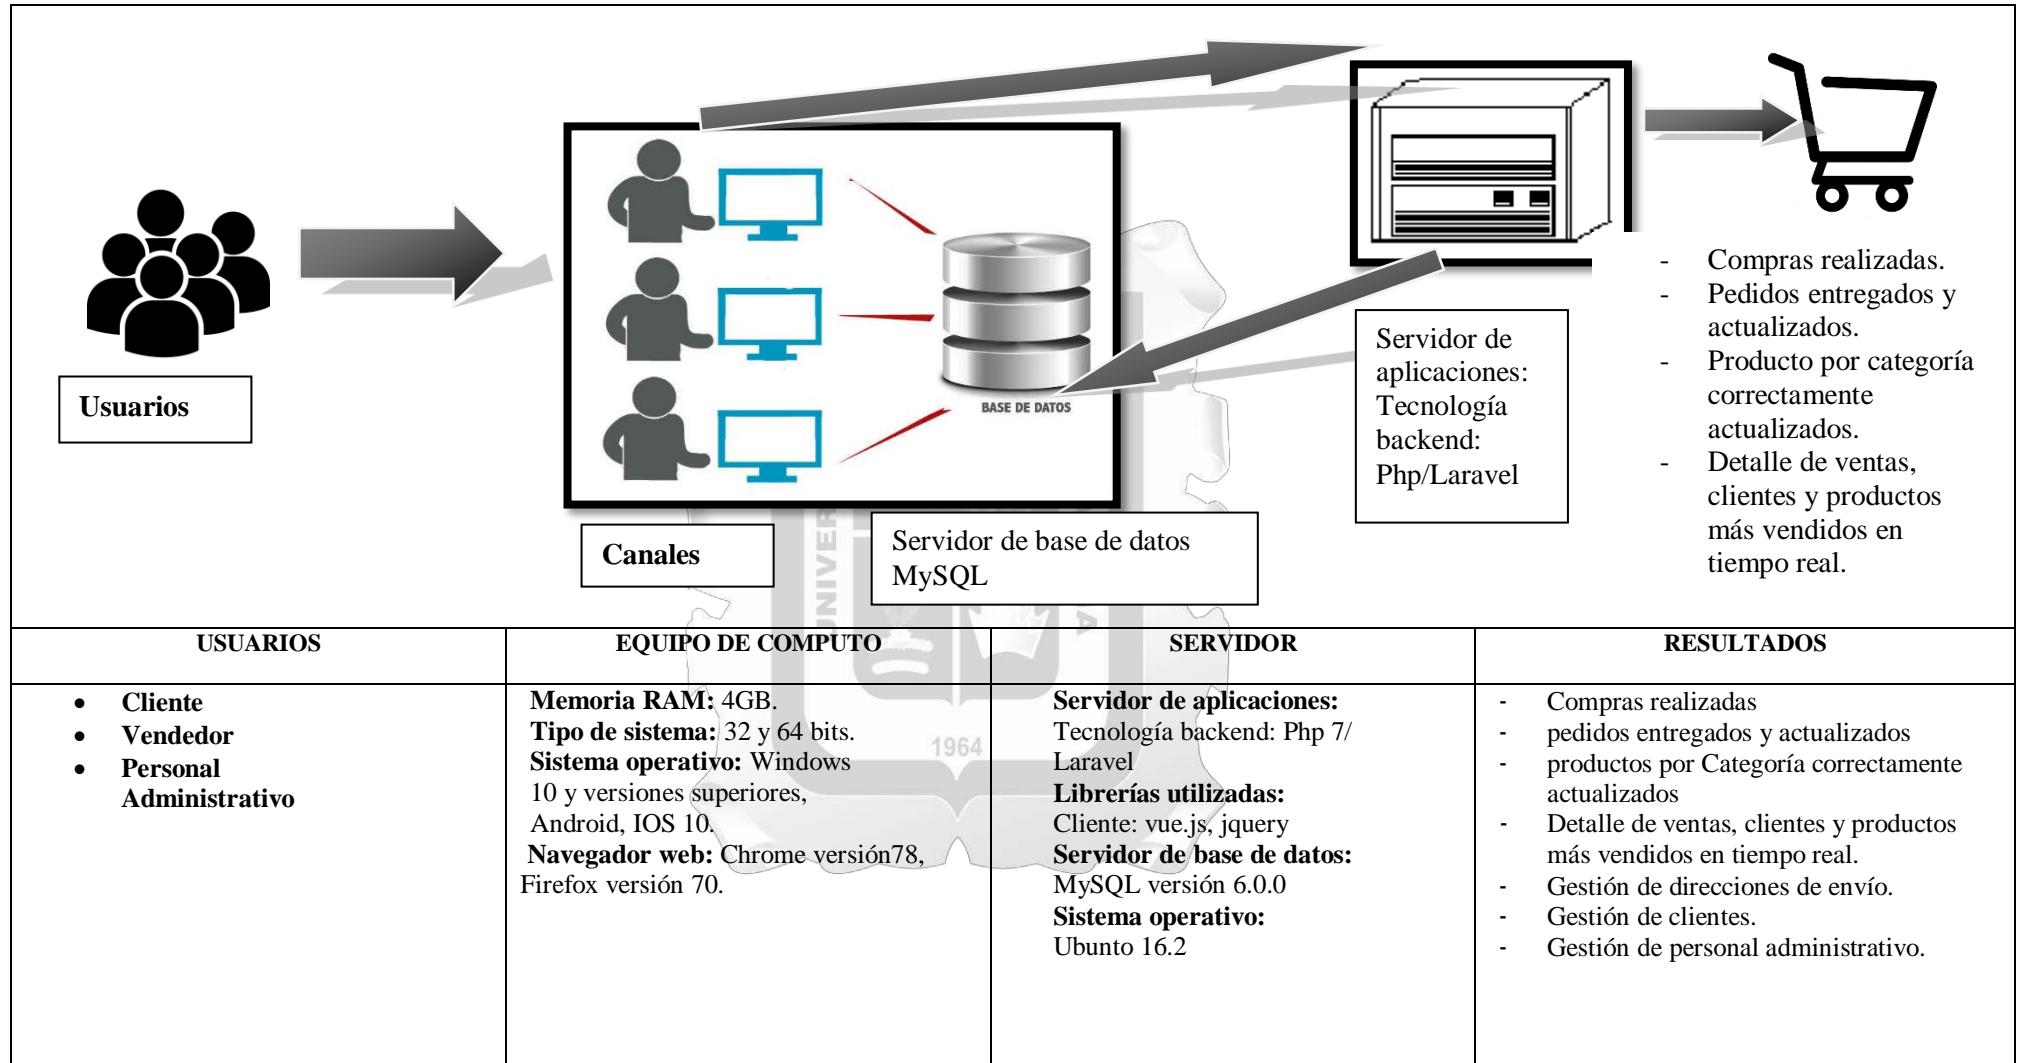 BASE DE DATOS
Usuarios
Canales
Servidor de base de datos
MySQL
Servidor de
aplicaciones:
Tecnología
backend:
Php/Laravel
- Compras realizadas.
- Pedidos entregados y
actualizados.
- Producto por categoría
correctamente
actualizados.
- Detalle de ventas,
clientes y productos
más vendidos en
tiempo real.
UNIVER
A
1964
USUARIOS
• Cliente
• Vendedor
• Personal
Administrativo
EQUIPO DE COMPUTO
Memoria RAM: 4GB.
Tipo de sistema: 32 y 64 bits.
Sistema operativo: Windows
10 y versiones superiores,
Android, IOS 10.
Navegador web: Chrome versión78,
Firefox versión 70.
SERVIDOR
Servidor de aplicaciones:
Tecnología backend: Php 7/
Laravel
Librerías utilizadas:
Cliente: vue.js, jquery
Servidor de base de datos:
MySQL versión 6.0.0
Sistema operativo:
Ubunto 16.2
RESULTADOS
- Compras realizadas
- pedidos entregados y actualizados
- productos por Categoría correctamente
actualizados
- Detalle de ventas, clientes y productos
más vendidos en tiempo real.
- Gestión de direcciones de envío.
- Gestión de clientes.
- Gestión de personal administrativo.